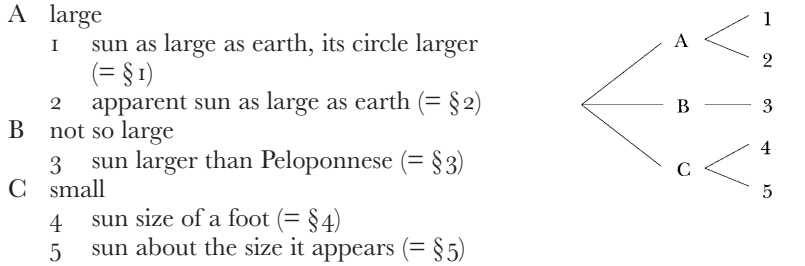 A large
1 sun as large as earth, its circle larger
(= § 1)
2 apparent sun as large as earth (= § 2)
B not so large
3 sun larger than Peloponnese (= § 3)
C small
4 sun size of a foot (= § 4)
5 sun about the size it appears (= § 5)
A
1
2
B
3
C
4
5